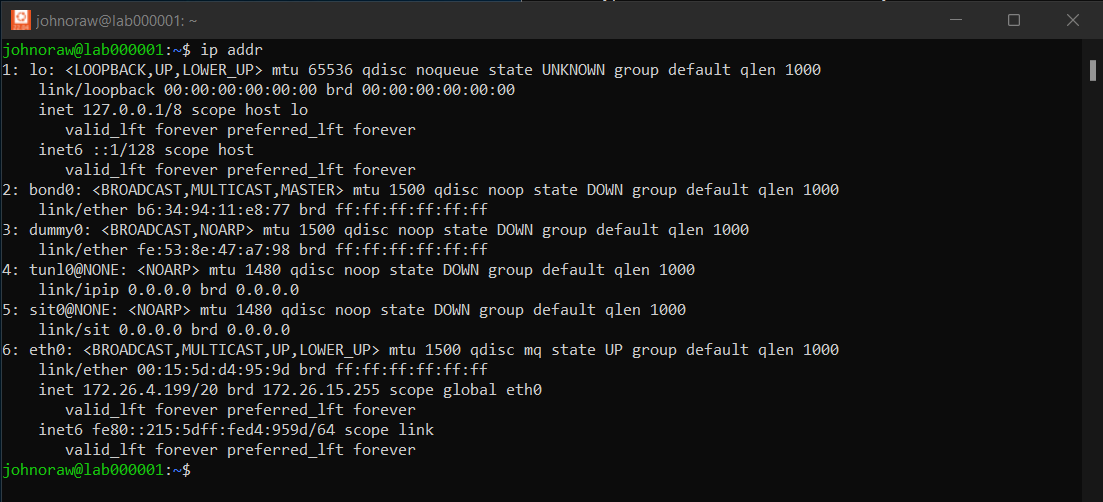 johnoraw@lab000001: ~
johnoraw@lab000001:~$ ip addr
1: lo: <LOOPBACK,UP,LOWER_UP> mtu 65536 qdisc noqueue state UNKNOWN group default qlen 1000
    link/loopback 00:00:00:00:00:00 brd 00:00:00:00:00:00
    inet 127.0.0.1/8 scope host lo
       valid_lft forever preferred_lft forever
    inet6 ::1/128 scope host
       valid_lft forever preferred_lft forever
2: bond0: <BROADCAST,MULTICAST,MASTER> mtu 1500 qdisc noop state DOWN group default qlen 1000
    link/ether b6:34:94:11:e8:77 brd ff:ff:ff:ff:ff:ff
3: dummy0: <BROADCAST,NOARP> mtu 1500 qdisc noop state DOWN group default qlen 1000
    link/ether fe:53:8e:47:a7:98 brd ff:ff:ff:ff:ff:ff
4: tunl0@NONE: <NOARP> mtu 1480 qdisc noop state DOWN group default qlen 1000
    link/ipip 0.0.0.0 brd 0.0.0.0
5: sit0@NONE: <NOARP> mtu 1480 qdisc noop state DOWN group default qlen 1000
    link/sit 0.0.0.0 brd 0.0.0.0
6: eth0: <BROADCAST,MULTICAST,UP,LOWER_UP> mtu 1500 qdisc mq state UP group default qlen 1000
    link/ether 00:15:5d:d4:95:9d brd ff:ff:ff:ff:ff:ff
    inet 172.26.4.199/20 brd 172.26.15.255 scope global eth0
       valid_lft forever preferred_lft forever
    inet6 fe80::215:5dff:fed4:959d/64 scope link
       valid_lft forever preferred_lft forever
johnoraw@lab000001:~$